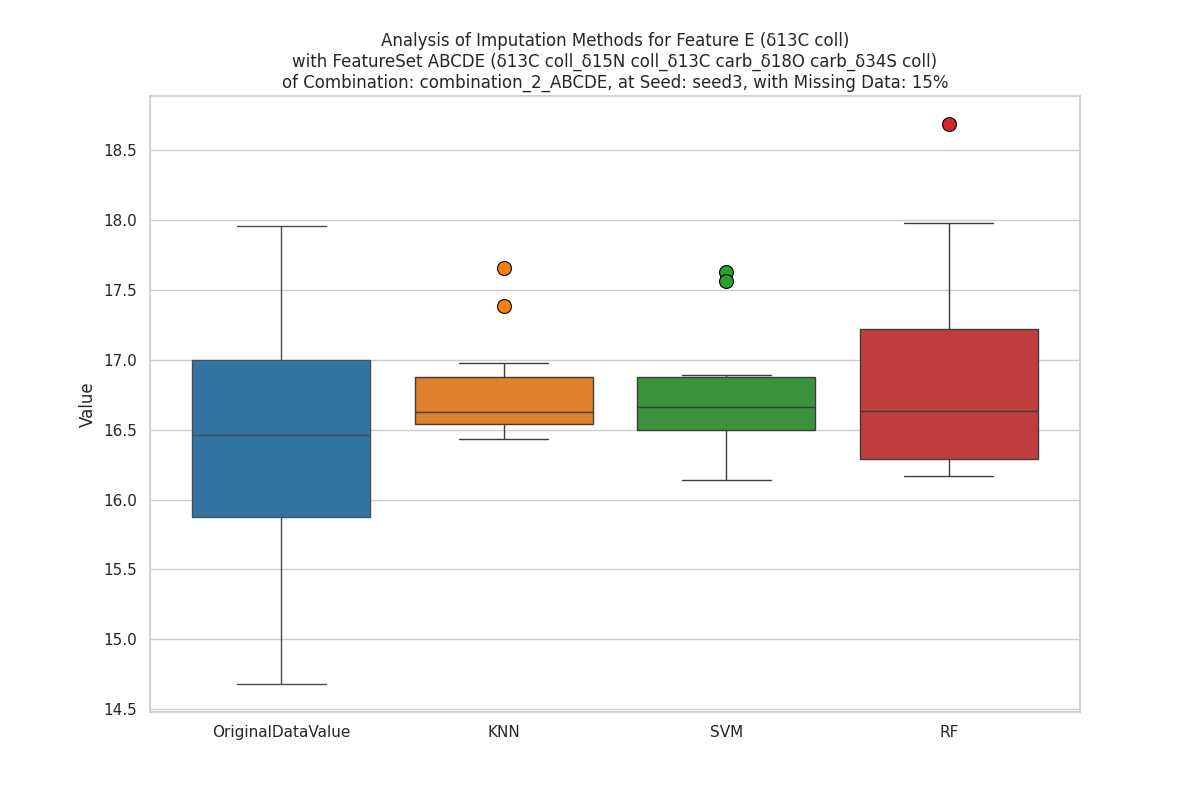 Analysis of Imputation Methods for Feature E (δ13C coll)
with FeatureSet ABCDE (δ13C coll_δ15N coll_δ13C carb_δ18O carb_δ34S coll)
of Combination: combination_2_ABCDE, at Seed: seed3, with Missing Data: 15%
Value
18.5
18.0
17.5
17.0
16.5
16.0
15.5
15.0
14.5
OriginalDataValue
KNN
SVM
RF